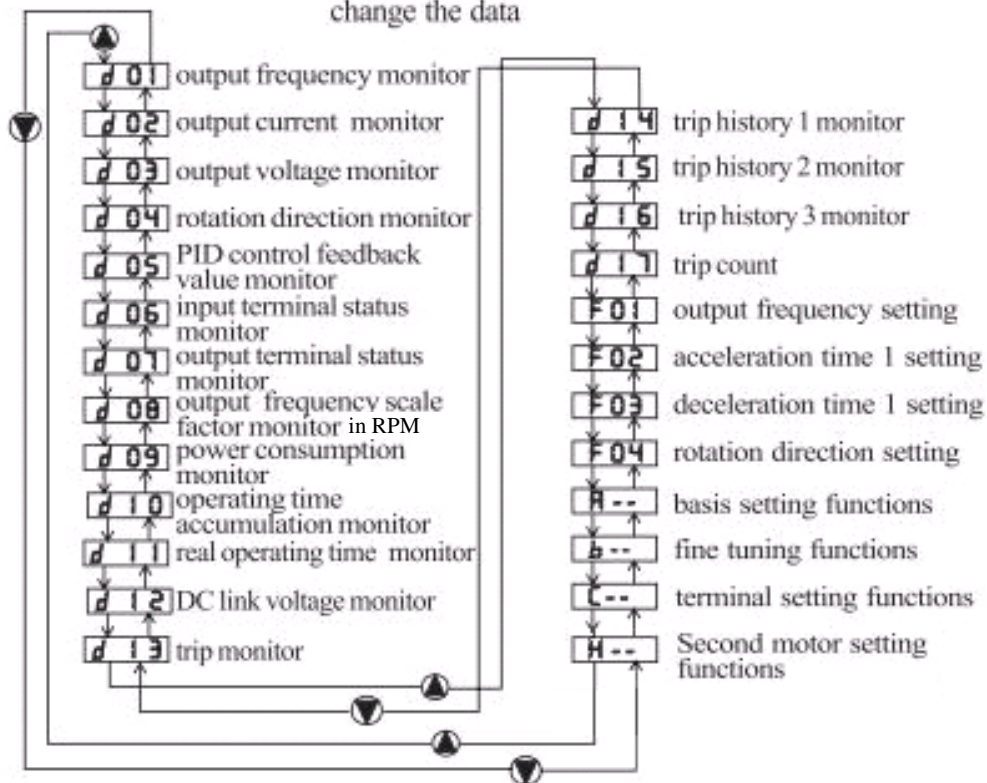 change the data
d 01 output frequency monitor
d 02 output current monitor
d 03 output voltage monitor
d 04 rotation direction monitor
d 05 PID control feedback
value monitor
d 06 input terminal status
monitor
d 07 output terminal status
monitor
d 08 output frequency scale
factor monitor in RPM
d 09 power consumption
monitor
d 10 operating time
accumulation monitor
d 11 real operating time monitor
d 12 DC link voltage monitor
d 13 trip monitor
d 14 trip history 1 monitor
d 15 trip history 2 monitor
d 16 trip history 3 monitor
d 17 trip count
F 01 output frequency setting
F 02 acceleration time 1 setting
F 03 deceleration time 1 setting
F 04 rotation direction setting
A -- basis setting functions
b -- fine tuning functions
C -- terminal setting functions
H -- Second motor setting
functions